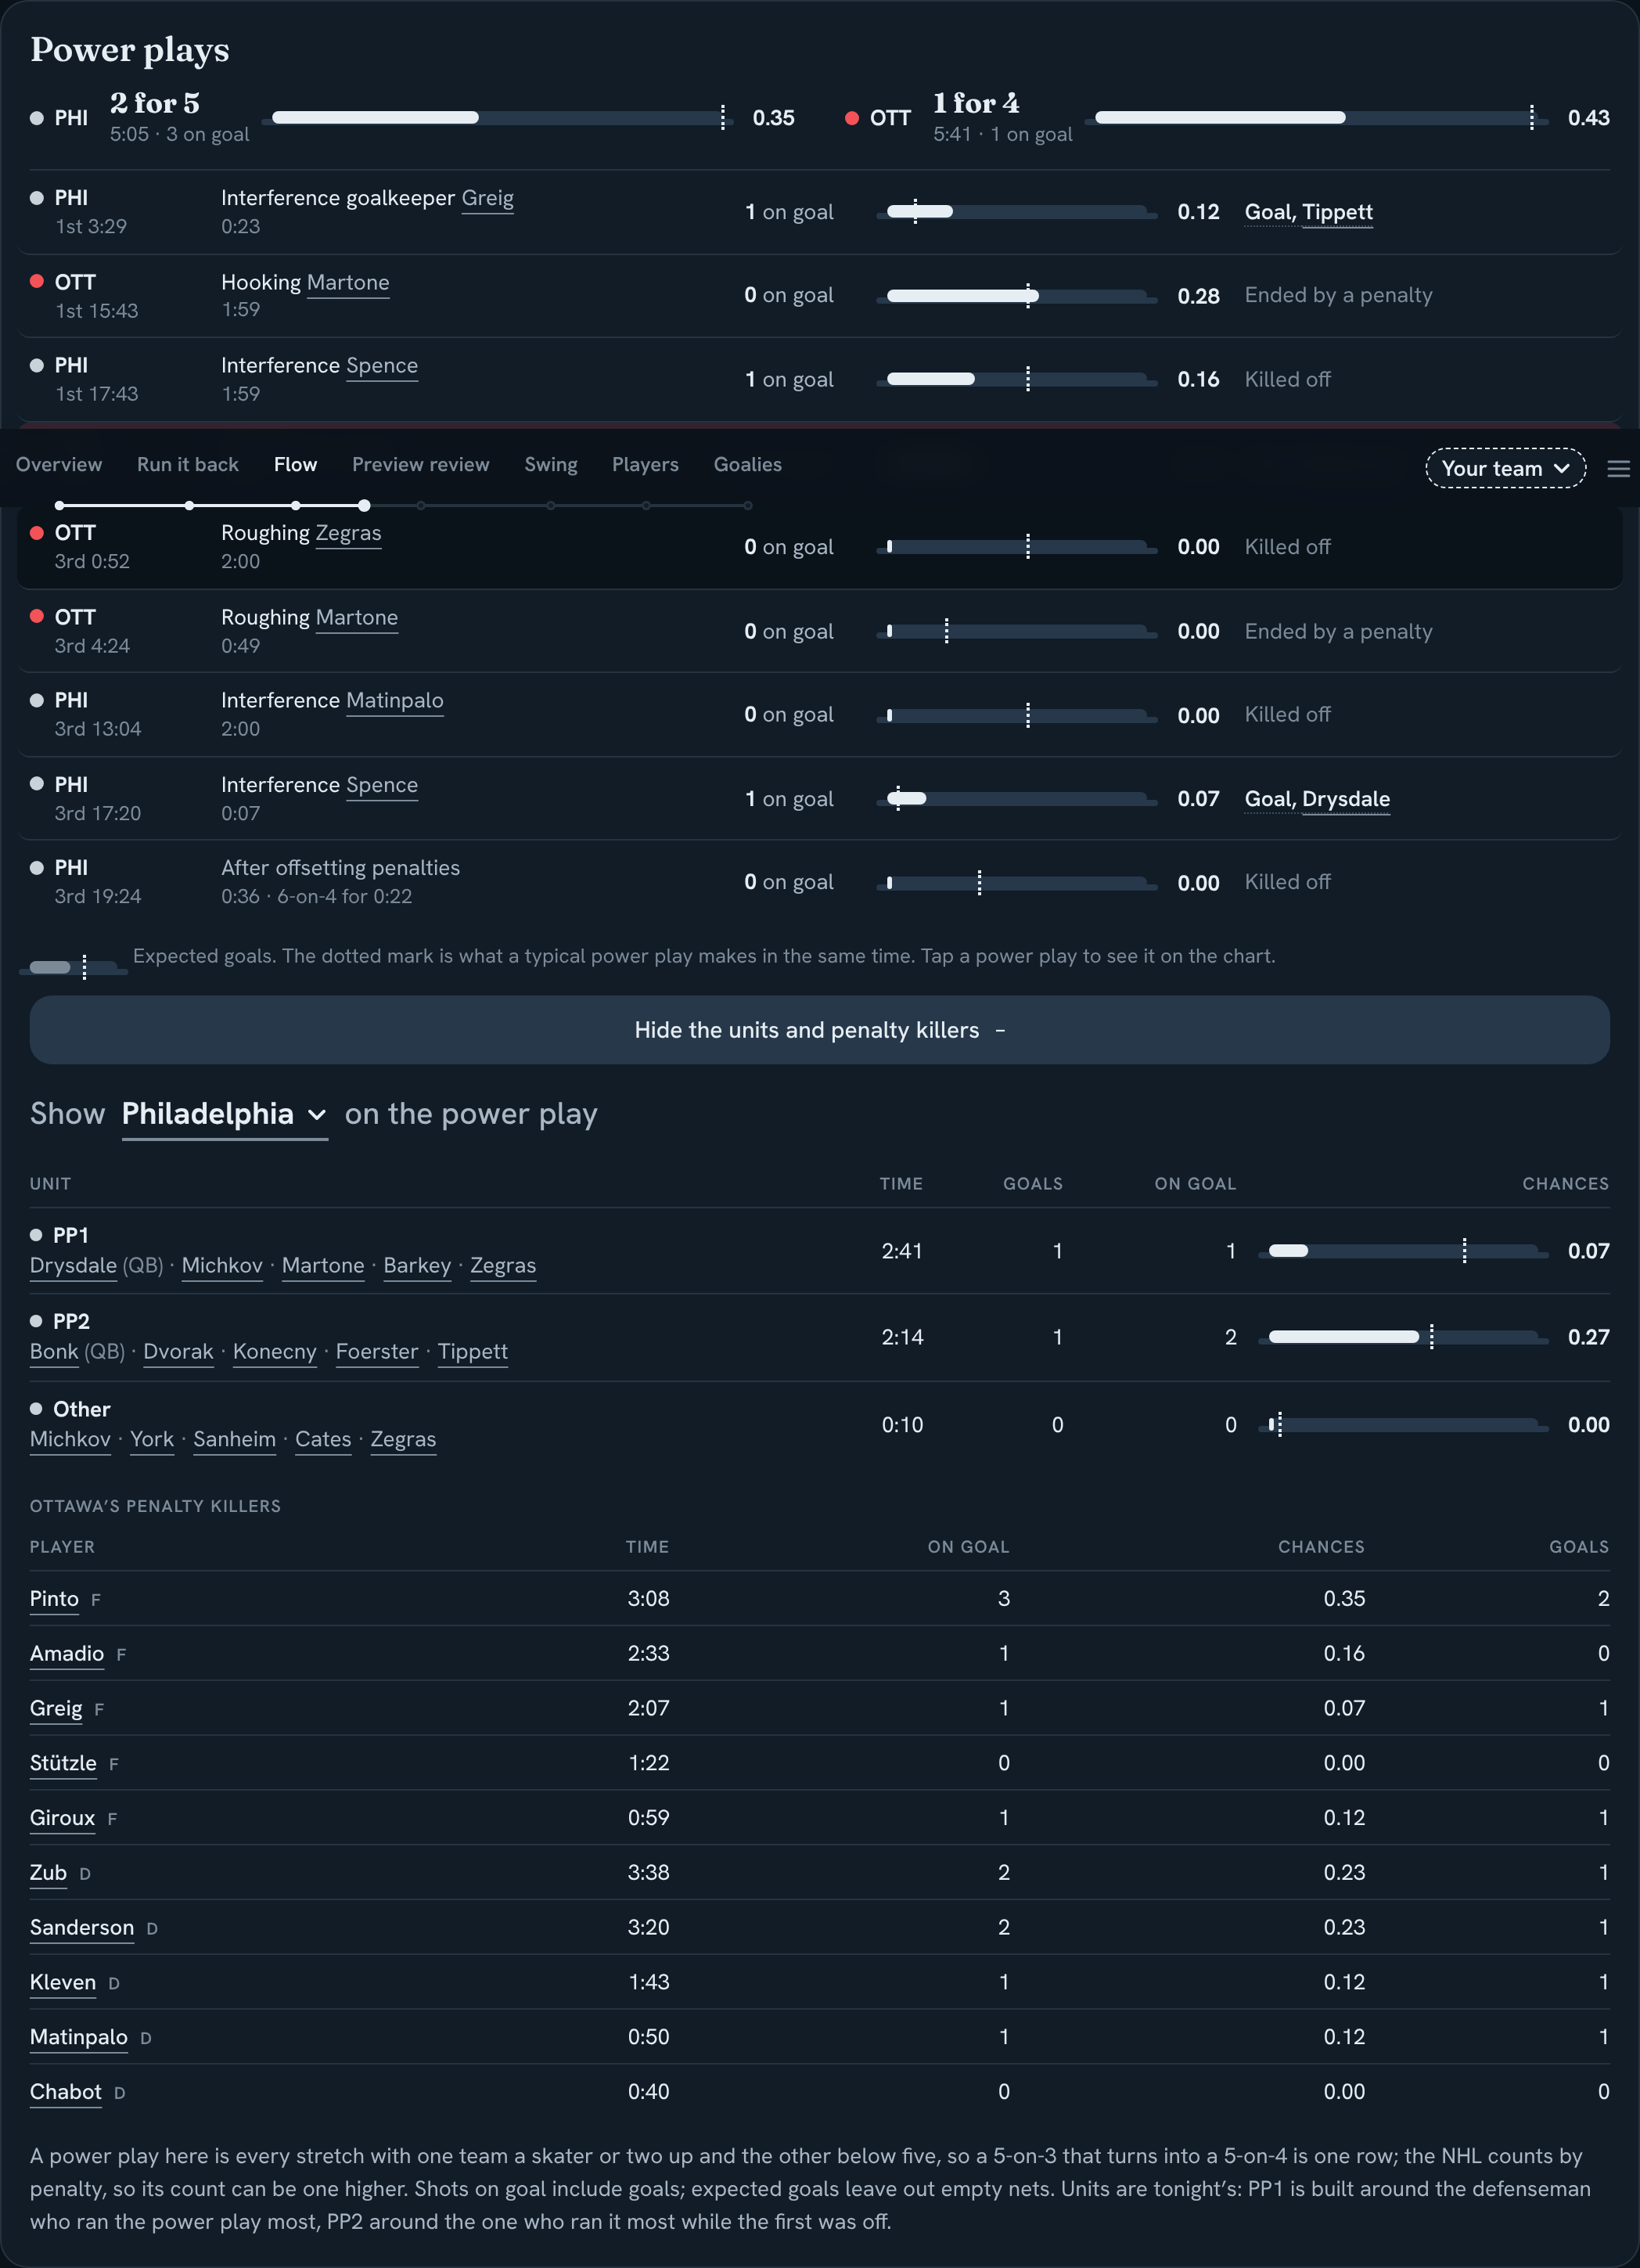 Power plays
PHI 2 for 5 0.35
5:05 · 3 on goal
OTT 1 for 4 0.43
5:41 · 1 on goal
PHI Interference goalkeeper Greig 1 on goal 0.12 Goal, Tippett
1st 3:29 0:23
OTT Hooking Martone 0 on goal 0.28 Ended by a penalty
1st 15:43 1:59
PHI Interference Spence 1 on goal 0.16 Killed off
1st 17:43 1:59
Overview Run it back Flow Preview review Swing Players Goalies Your team
OTT Roughing Zegras 0 on goal 0.00 Killed off
3rd 0:52 2:00
OTT Roughing Martone 0 on goal 0.00 Ended by a penalty
3rd 4:24 0:49
PHI Interference Matinpalo 0 on goal 0.00 Killed off
3rd 13:04 2:00
PHI Interference Spence 1 on goal 0.07 Goal, Drysdale
3rd 17:20 0:07
PHI After offsetting penalties 0 on goal 0.00 Killed off
3rd 19:24 0:36 · 6-on-4 for 0:22
Expected goals. The dotted mark is what a typical power play makes in the same time. Tap a power play to see it on the chart.
Hide the units and penalty killers −
Show Philadelphia on the power play
UNIT TIME GOALS ON GOAL CHANCES
PP1 2:41 1 1 0.07
Drysdale (QB) · Michkov · Martone · Barkey · Zegras
PP2 2:14 1 2 0.27
Bonk (QB) · Dvorak · Konecny · Foerster · Tippett
Other 0:10 0 0 0.00
Michkov · York · Sanheim · Cates · Zegras
OTTAWA’S PENALTY KILLERS
PLAYER TIME ON GOAL CHANCES GOALS
Pinto F 3:08 3 0.35 2
Amadio F 2:33 1 0.16 0
Greig F 2:07 1 0.07 1
Stützle F 1:22 0 0.00 0
Giroux F 0:59 1 0.12 1
Zub D 3:38 2 0.23 1
Sanderson D 3:20 2 0.23 1
Kleven D 1:43 1 0.12 1
Matinpalo D 0:50 1 0.12 1
Chabot D 0:40 0 0.00 0
A power play here is every stretch with one team a skater or two up and the other below five, so a 5-on-3 that turns into a 5-on-4 is one row; the NHL counts by
penalty, so its count can be one higher. Shots on goal include goals; expected goals leave out empty nets. Units are tonight’s: PP1 is built around the defenseman
who ran the power play most, PP2 around the one who ran it most while the first was off.